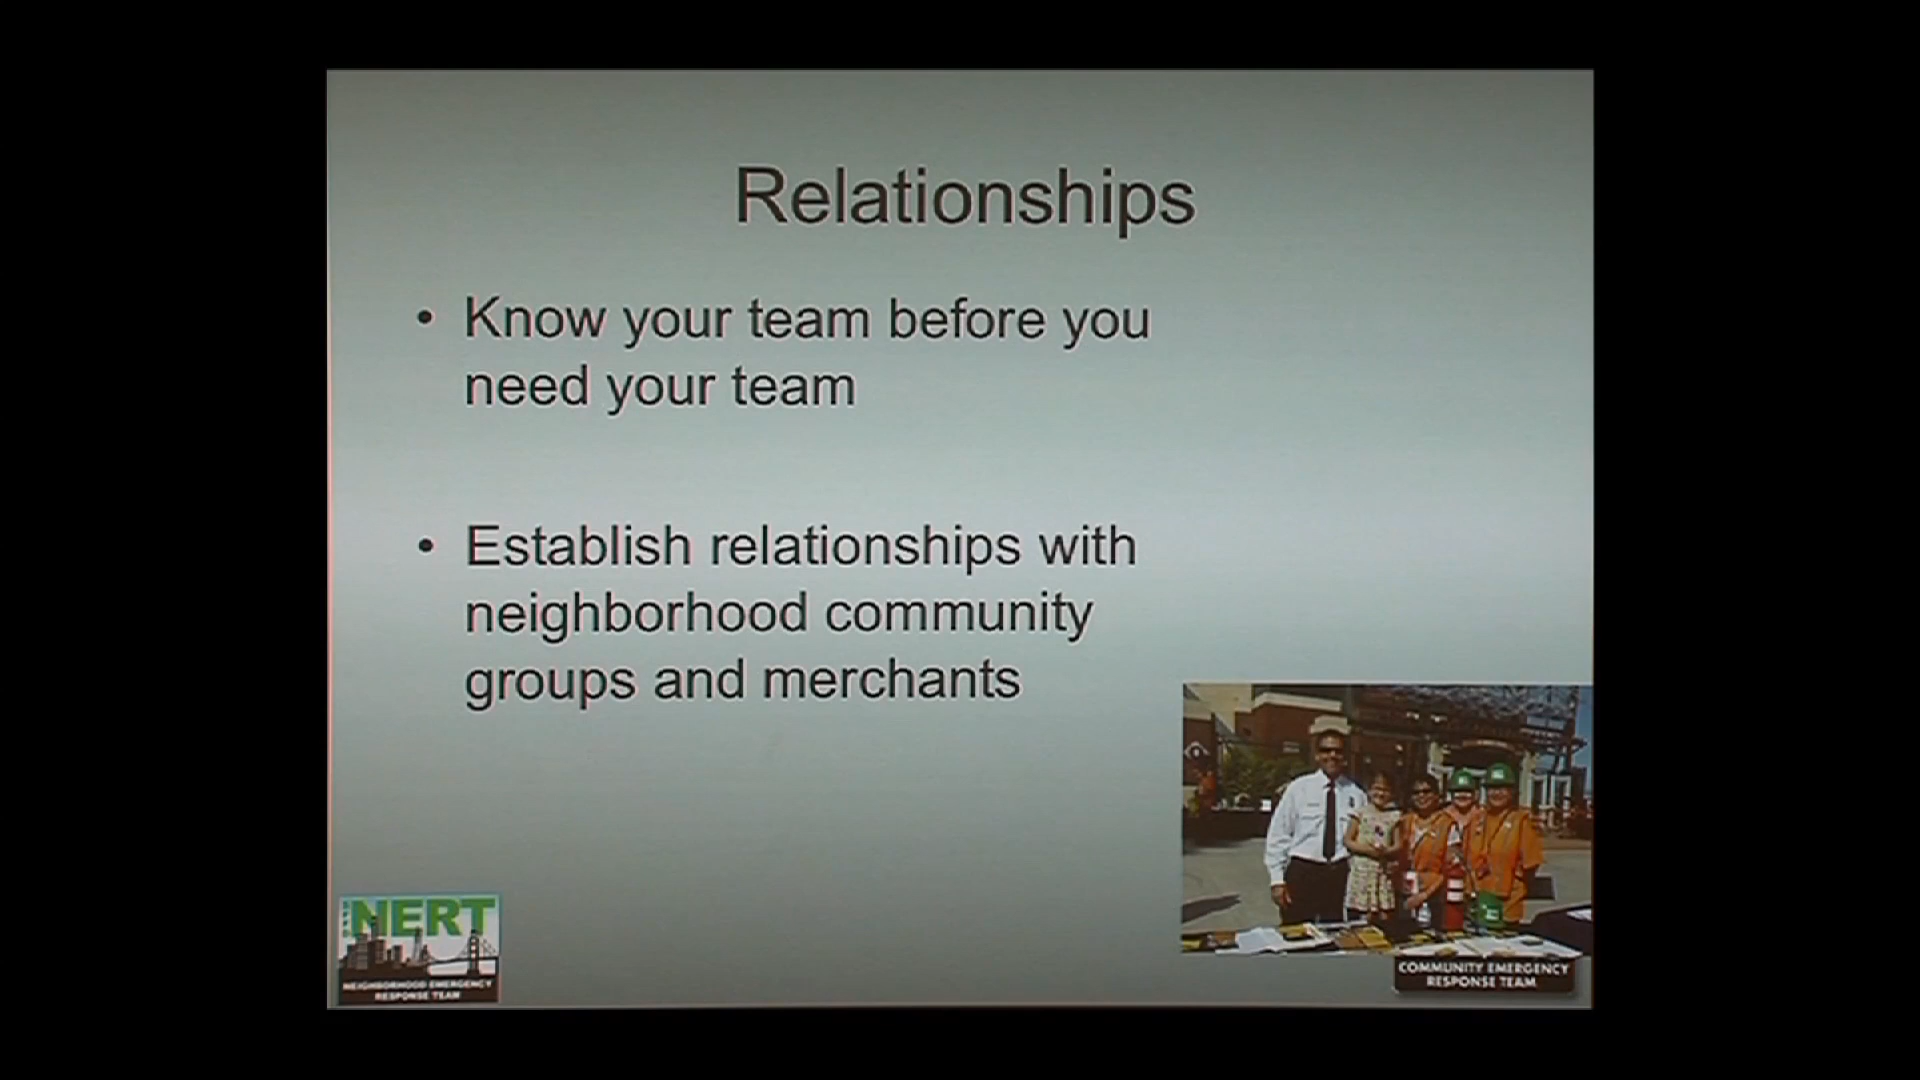 Relationships
• Know your team before you
need your team
• Establish relationships with
neighborhood community
groups and merchants
NERT
NEIGHBORHOOD EMERGENCY
RESPONSE TEAM
COMMUNITY EMERGENCY
RESPONSE TEAM